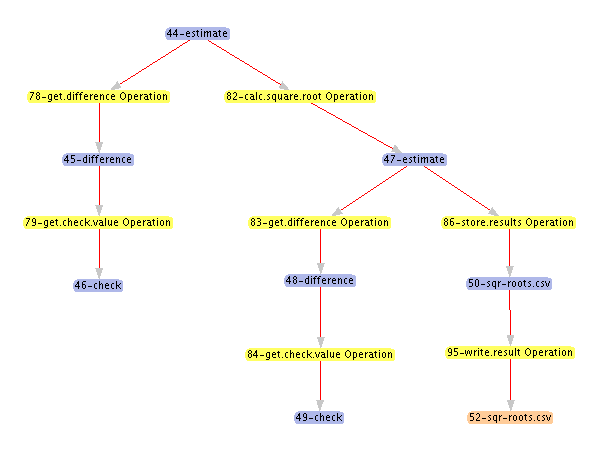 44-estimate
78-get.difference Operation
82-calc.square.root Operation
45-difference
47-estimate
79-get.check.value Operation
83-get.difference Operation
86-store.results Operation
46-check
48-difference
50-sqr-roots.csv
84-get.check.value Operation
95-write.result Operation
49-check
52-sqr-roots.csv